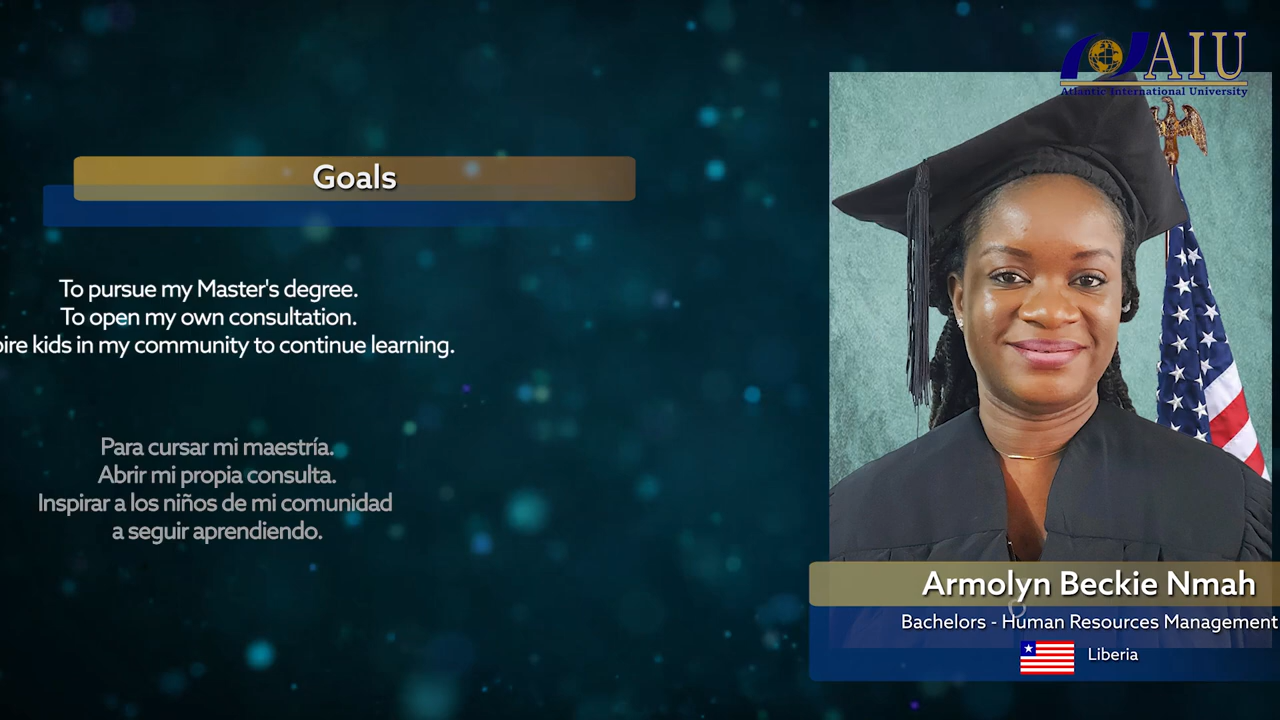 AIU
Atlantic International University
Goals
To pursue my Master's degree.
To open my own consultation.
kids in my community to continue learning.
Para cursar mi maestría.
Abrir mi propia consulta.
Inspirar a los niños de mi comunidad
a seguir aprendiendo.
Armolyn Beckie Nmah
Bachelors - Human Resources Management
Liberia